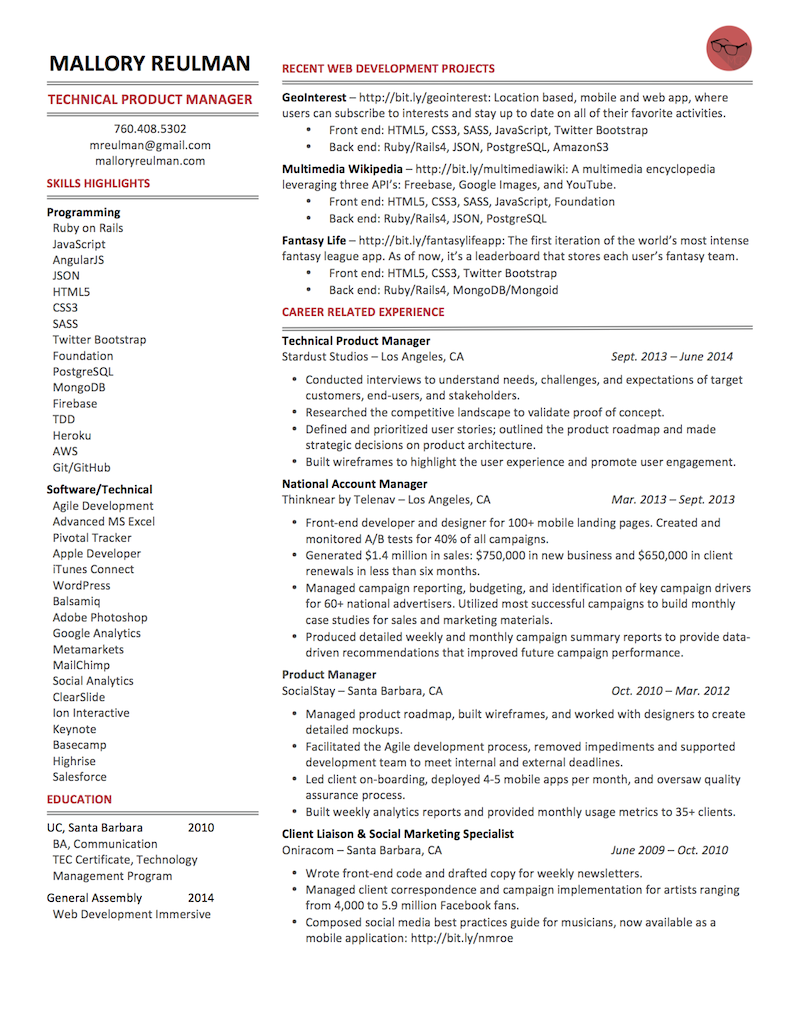 MALLORY REULMAN
TECHNICAL PRODUCT MANAGER
760.408.5302
mreulman@gmail.com
malloryreulman.com
SKILLS HIGHLIGHTS
Programming
Ruby on Rails
JavaScript
AngularJS
JSON
HTML5
CSS3
SASS
Twitter Bootstrap
Foundation
PostgreSQL
MongoDB
Firebase
TDD
Heroku
AWS
Git/GitHub
Software/Technical
Agile Development
Advanced MS Excel
Pivotal Tracker
Apple Developer
iTunes Connect
WordPress
Balsamiq
Adobe Photoshop
Google Analytics
Metamarkets
MailChimp
Social Analytics
ClearSlide
Ion Interactive
Keynote
Basecamp
Highrise
Salesforce
EDUCATION
UC, Santa Barbara 2010
BA, Communication
TEC Certificate, Technology
Management Program
General Assembly 2014
Web Development Immersive
RECENT WEB DEVELOPMENT PROJECTS
GeoInterest – http://bit.ly/geointerest: Location based, mobile and web app, where
users can subscribe to interests and stay up to date on all of their favorite activities.
• Front end: HTML5, CSS3, SASS, JavaScript, Twitter Bootstrap
• Back end: Ruby/Rails4, JSON, PostgreSQL, AmazonS3
Multimedia Wikipedia – http://bit.ly/multimediawiki: A multimedia encyclopedia
leveraging three API's: Freebase, Google Images, and YouTube.
• Front end: HTML5, CSS3, SASS, JavaScript, Foundation
• Back end: Ruby/Rails4, JSON, PostgreSQL
Fantasy Life – http://bit.ly/fantasylifeapp: The first iteration of the world's most intense
fantasy league app. As of now, it's a leaderboard that stores each user's fantasy team.
• Front end: HTML5, CSS3, Twitter Bootstrap
• Back end: Ruby/Rails4, MongoDB/Mongoid
CAREER RELATED EXPERIENCE
Technical Product Manager
Stardust Studios – Los Angeles, CA Sept. 2013 – June 2014
• Conducted interviews to understand needs, challenges, and expectations of target
customers, end-users, and stakeholders.
• Researched the competitive landscape to validate proof of concept.
• Defined and prioritized user stories; outlined the product roadmap and made
strategic decisions on product architecture.
• Built wireframes to highlight the user experience and promote user engagement.
National Account Manager
Thinknear by Telenav – Los Angeles, CA Mar. 2013 – Sept. 2013
• Front-end developer and designer for 100+ mobile landing pages. Created and
monitored A/B tests for 40% of all campaigns.
• Generated $1.4 million in sales: $750,000 in new business and $650,000 in client
renewals in less than six months.
• Managed campaign reporting, budgeting, and identification of key campaign drivers
for 60+ national advertisers. Utilized most successful campaigns to build monthly
case studies for sales and marketing materials.
• Produced detailed weekly and monthly campaign summary reports to provide data-
driven recommendations that improved future campaign performance.
Product Manager
SocialStay – Santa Barbara, CA Oct. 2010 – Mar. 2012
• Managed product roadmap, built wireframes, and worked with designers to create
detailed mockups.
• Facilitated the Agile development process, removed impediments and supported
development team to meet internal and external deadlines.
• Led client on-boarding, deployed 4-5 mobile apps per month, and oversaw quality
assurance process.
• Built weekly analytics reports and provided monthly usage metrics to 35+ clients.
Client Liaison & Social Marketing Specialist
Oniracom – Santa Barbara, CA June 2009 – Oct. 2010
• Wrote front-end code and drafted copy for weekly newsletters.
• Managed client correspondence and campaign implementation for artists ranging
from 4,000 to 5.9 million Facebook fans.
• Composed social media best practices guide for musicians, now available as a
mobile application: http://bit.ly/nmroe